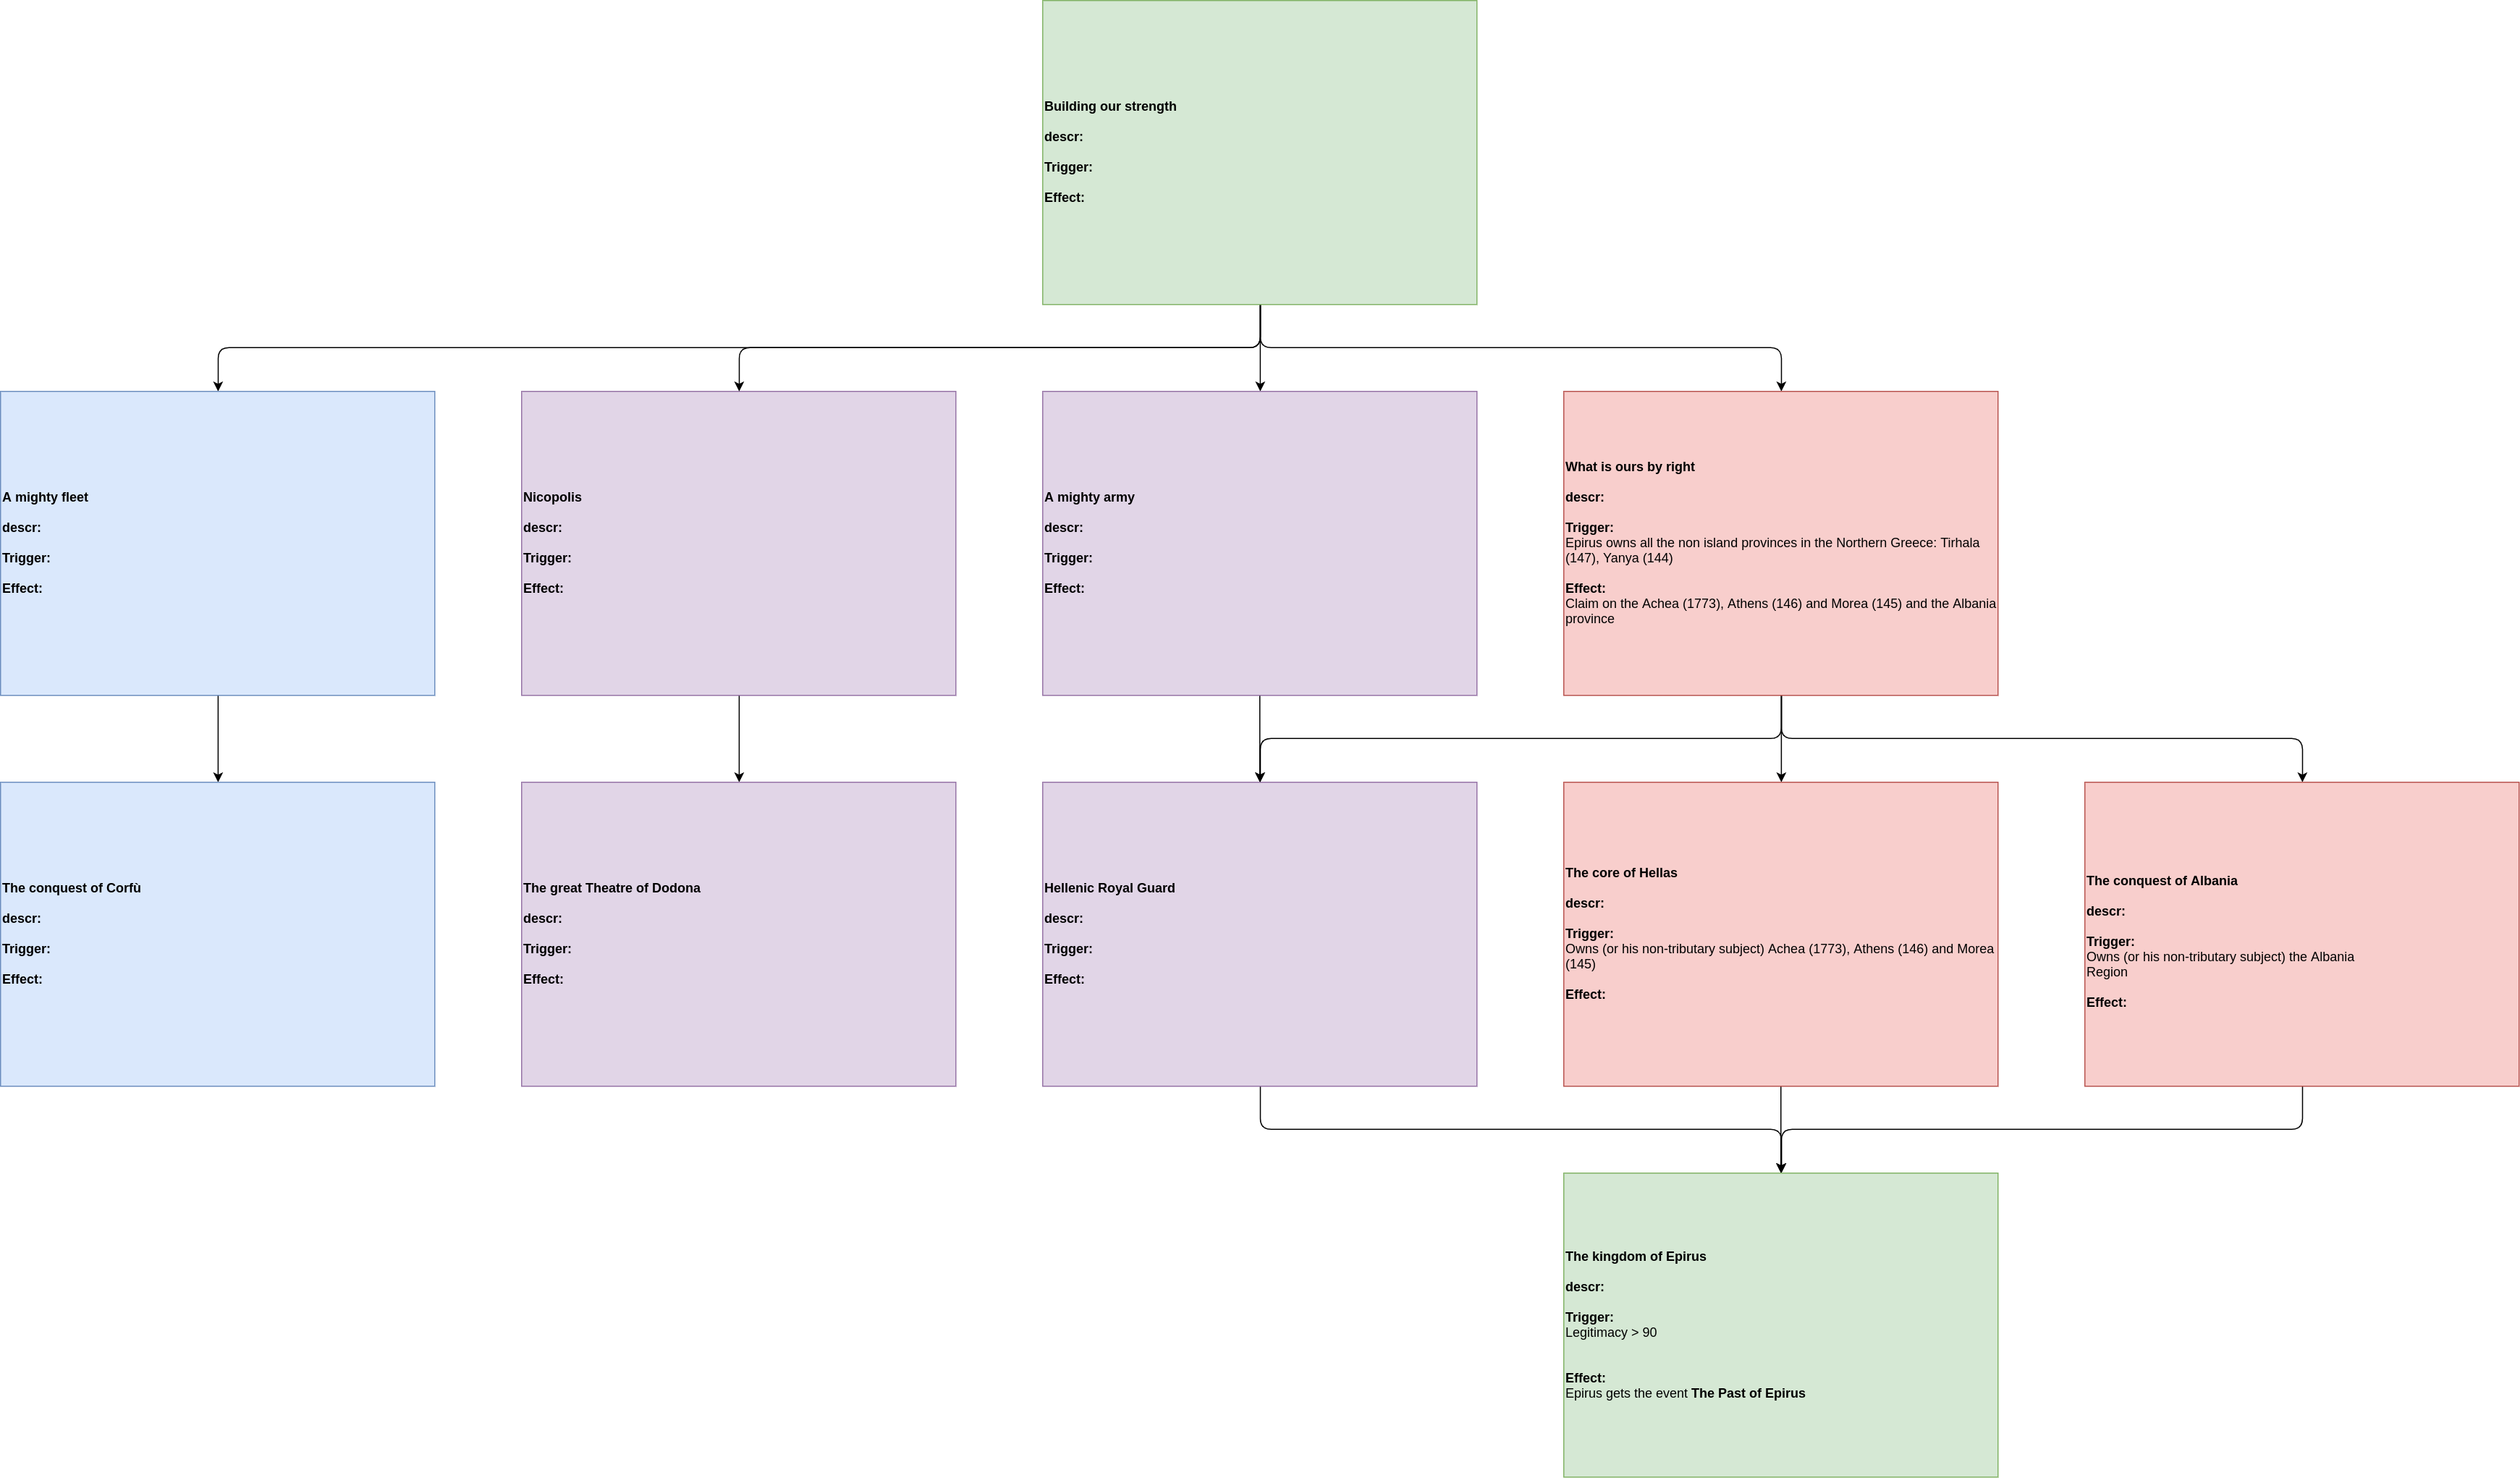 Building our strength
descr:
Trigger:
Effect:
A mighty fleet
descr:
Trigger:
Effect:
Nicopolis
descr:
Trigger:
Effect:
A mighty army
descr:
Trigger:
Effect:
What is ours by right
descr:
Trigger:
Epirus owns all the non island provinces in the Northern Greece: Tirhala
(147), Yanya (144)
Effect:
Claim on the Achea (1773), Athens (146) and Morea (145) and the Albania
province
The conquest of Corfù
descr:
Trigger:
Effect:
The great Theatre of Dodona
descr:
Trigger:
Effect:
Hellenic Royal Guard
descr:
Trigger:
Effect:
The core of Hellas
descr:
Trigger:
Owns (or his non-tributary subject) Achea (1773), Athens (146) and Morea
(145)
Effect:
The conquest of Albania
descr:
Trigger:
Owns (or his non-tributary subject) the Albania
Region
Effect:
The kingdom of Epirus
descr:
Trigger:
Legitimacy > 90
Effect:
Epirus gets the event The Past of Epirus